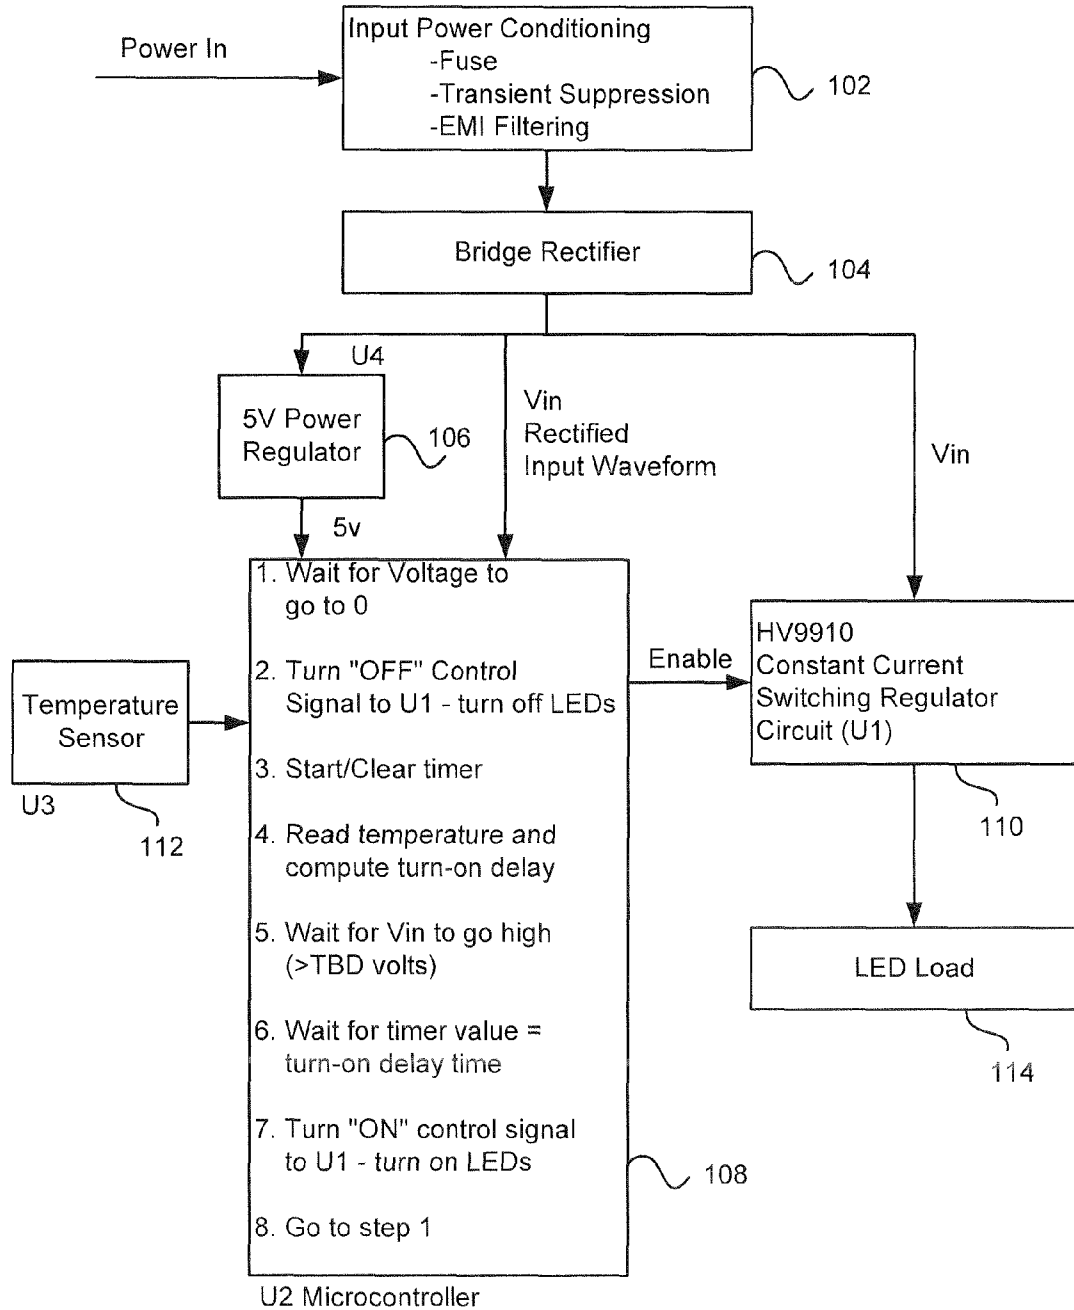 Power In
Input Power Conditioning
-Fuse
-Transient Suppression
-EMI Filtering
102
Bridge Rectifier
104
U4
5V Power
Regulator
106
Vin
Rectified
Input Waveform
Vin
5v
1. Wait for Voltage to
go to 0
2. Turn "OFF" Control
Signal to U1 - turn off LEDs
3. Start/Clear timer
4. Read temperature and
compute turn-on delay
5. Wait for Vin to go high
(>TBD volts)
6. Wait for timer value =
turn-on delay time
7. Turn "ON" control signal
to U1 - turn on LEDs
8. Go to step 1
108
U2 Microcontroller
Temperature
Sensor
U3
112
Enable
HV9910
Constant Current
Switching Regulator
Circuit (U1)
110
LED Load
114